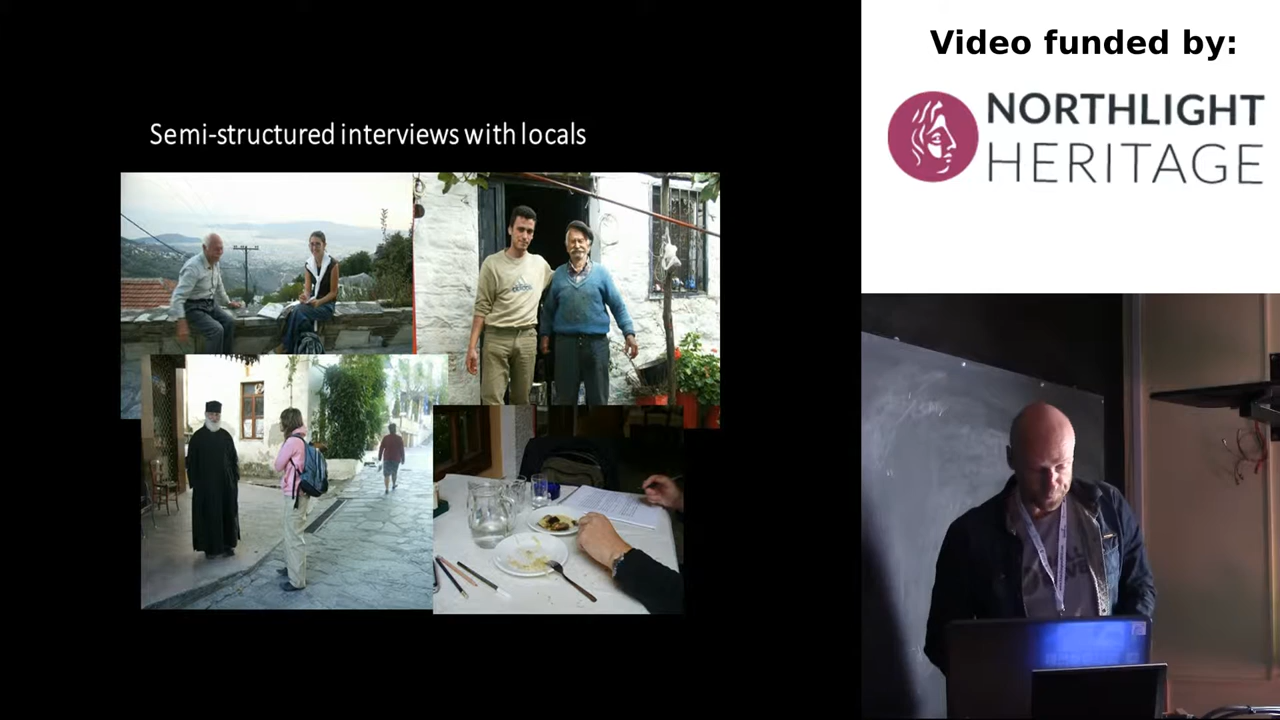 Semi-structured interviews with locals
Video funded by:
NORTHLIGHT
HERITAGE